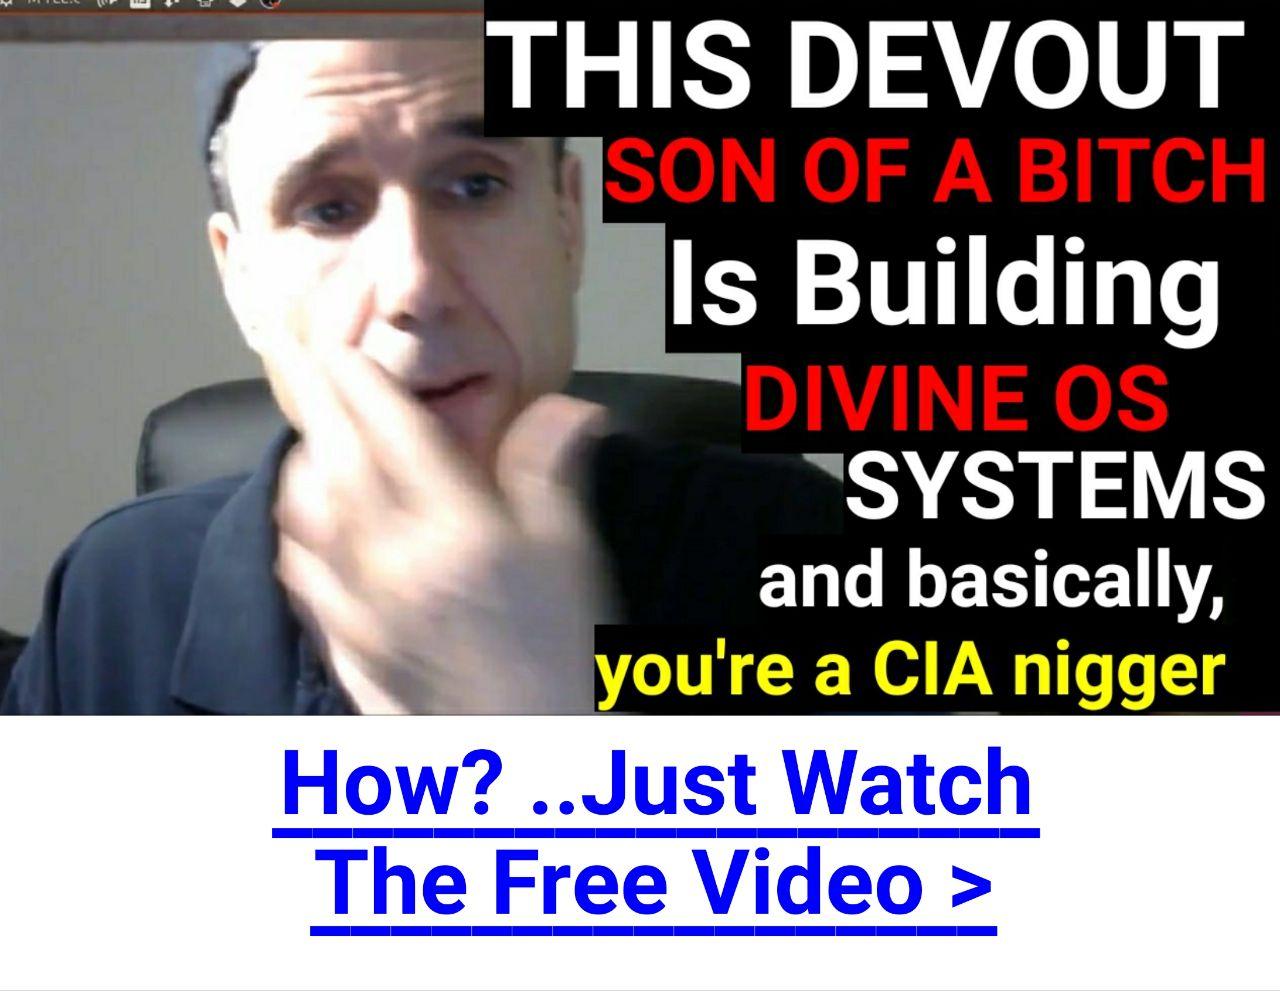 THIS DEVOUT
SON OF A BITCH
Is Building
DIVINE OS
SYSTEMS
and basically,
you're a CIA nigger
How? ..Just Watch
The Free Video >